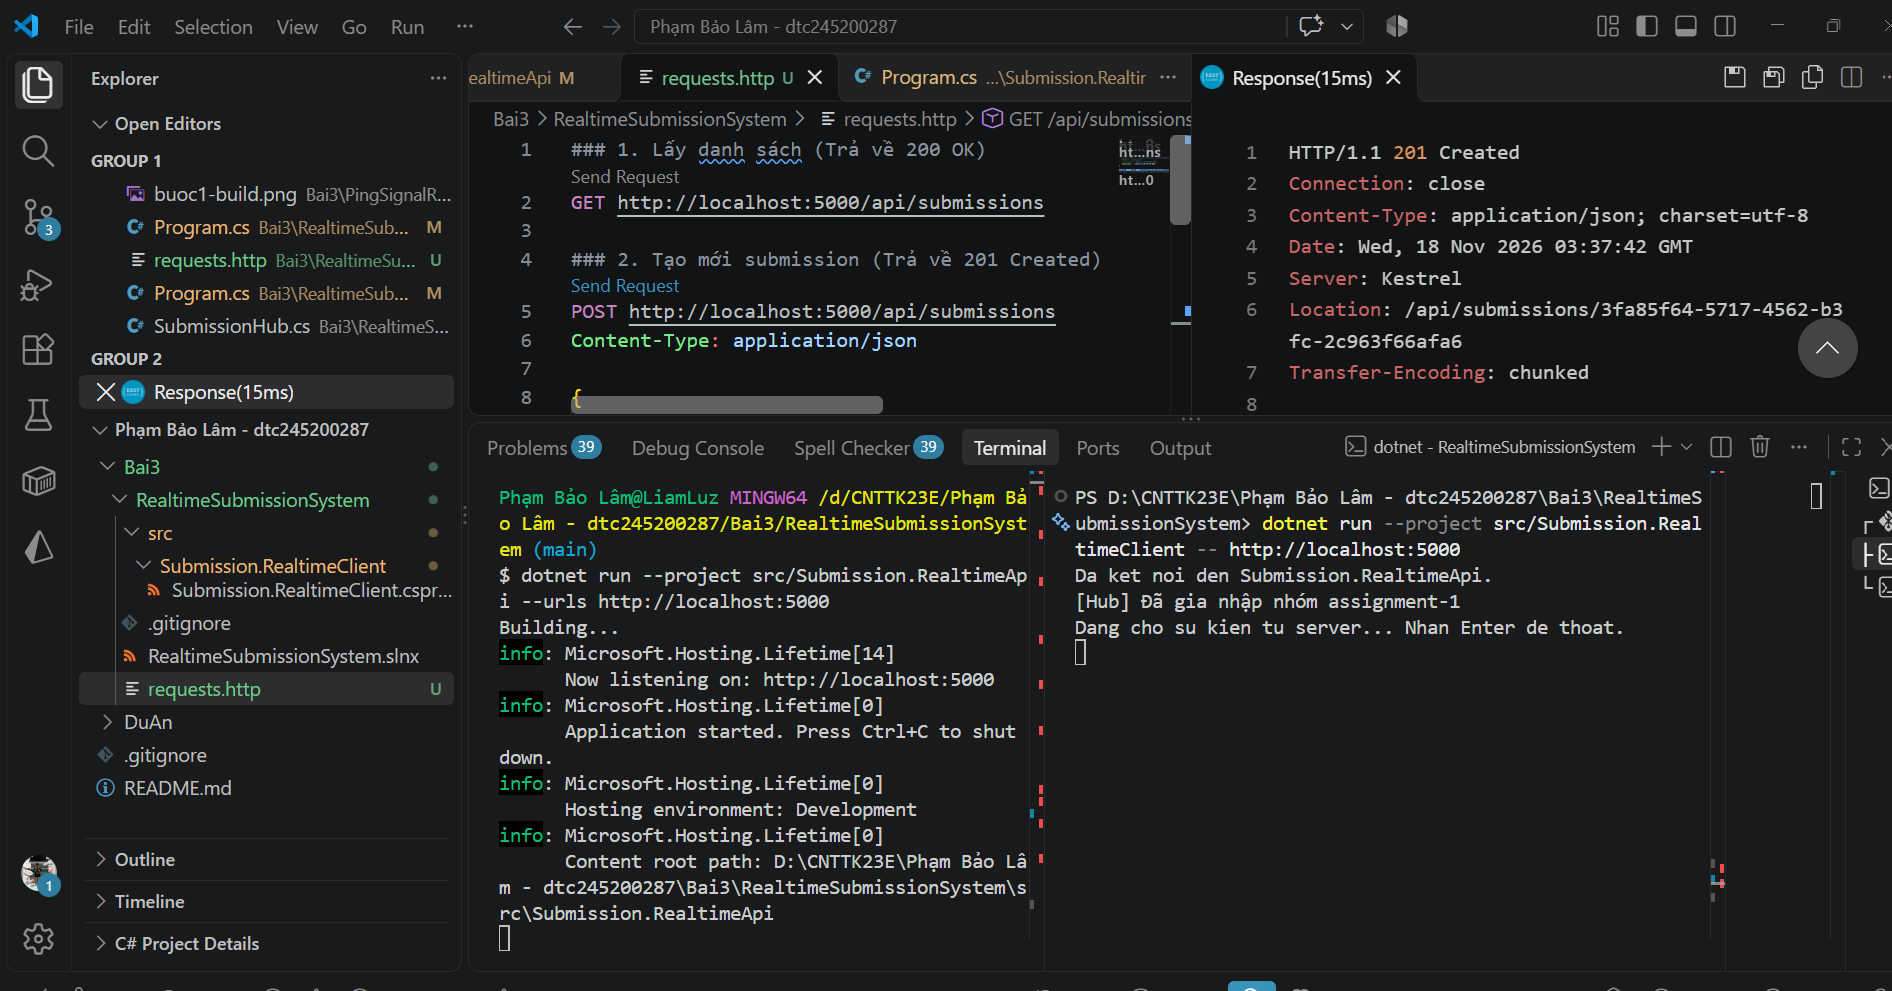 File Edit Selection View Go Run ···
Phạm Bảo Lâm - dtc245200287
Explorer
Open Editors
GROUP 1
buoc1-build.png Bai3\PingSignalR...
Program.cs Bai3\RealtimeSub... M
requests.http Bai3\RealtimeSu... U
Program.cs Bai3\RealtimeSub... M
SubmissionHub.cs Bai3\RealtimeS...
GROUP 2
Response(15ms)
Phạm Bảo Lâm - dtc245200287
Bai3
RealtimeSubmissionSystem
src
Submission.RealtimeClient
Submission.RealtimeClient.cspr...
.gitignore
RealtimeSubmissionSystem.slnx
requests.http U
DuAn
.gitignore
README.md
Outline
Timeline
C# Project Details
3
1
ealtimeApi M
requests.http U
Program.cs ...\Submission.Realtir
Bai3 > RealtimeSubmissionSystem > requests.http > GET /api/submissions
1 ### 1. Lấy danh sách (Trả về 200 OK)
Send Request
2 GET http://localhost:5000/api/submissions
3
4 ### 2. Tạo mới submission (Trả về 201 Created)
Send Request
5 POST http://localhost:5000/api/submissions
6 Content-Type: application/json
7
8 {
Response(15ms)
1 HTTP/1.1 201 Created
2 Connection: close
3 Content-Type: application/json; charset=utf-8
4 Date: Wed, 18 Nov 2026 03:37:42 GMT
5 Server: Kestrel
6 Location: /api/submissions/3fa85f64-5717-4562-b3
fc-2c963f66afa6
7 Transfer-Encoding: chunked
8
Problems 39 Debug Console Spell Checker 39 Terminal Ports Output
dotnet - RealtimeSubmissionSystem
Phạm Bảo Lâm@LiamLuz MINGW64 /d/CNTTK23E/Phạm Bả
o Lâm - dtc245200287/Bai3/RealtimeSubmissionSyst
em (main)
$ dotnet run --project src/Submission.RealtimeAp
i --urls http://localhost:5000
Building...
info: Microsoft.Hosting.Lifetime[14]
Now listening on: http://localhost:5000
info: Microsoft.Hosting.Lifetime[0]
Application started. Press Ctrl+C to shut
down.
info: Microsoft.Hosting.Lifetime[0]
Hosting environment: Development
info: Microsoft.Hosting.Lifetime[0]
Content root path: D:\CNTTK23E\Phạm Bảo Lâ
m - dtc245200287\Bai3\RealtimeSubmissionSystem\s
rc\Submission.RealtimeApi
PS D:\CNTTK23E\Phạm Bảo Lâm - dtc245200287\Bai3\RealtimeS
ubmissionSystem> dotnet run --project src/Submission.Real
timeClient -- http://localhost:5000
Da ket noi den Submission.RealtimeApi.
[Hub] Đã gia nhập nhóm assignment-1
Dang cho su kien tu server... Nhan Enter de thoat.